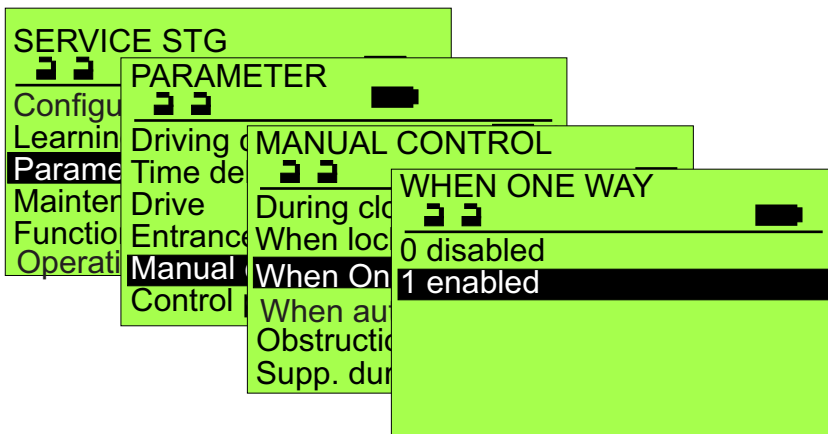 SERVICE STG
Configu
Learnin
Parame
Mainten
Functio
Operati
PARAMETER
Driving
Time de
Drive
Entrance
Manual
Control
MANUAL CONTROL
During clo
When loc
When On
When aut
Obstructio
Supp. dur
WHEN ONE WAY
0 disabled
1 enabled